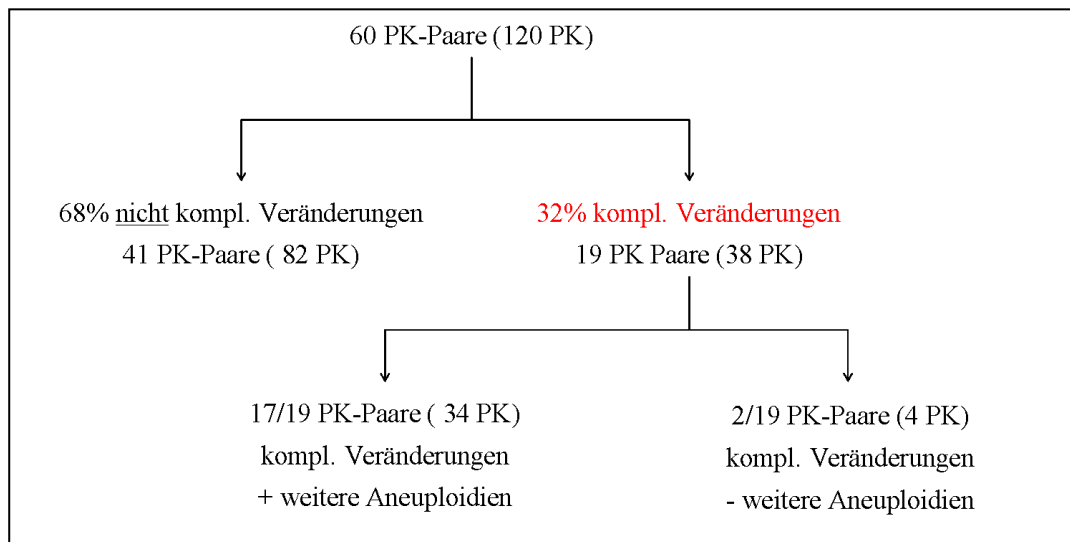 60 PK-Paare (120 PK)
68% nicht kompl. Veränderungen
41 PK-Paare ( 82 PK)
32% kompl. Veränderungen
19 PK Paare (38 PK)
17/19 PK-Paare ( 34 PK)
kompl. Veränderungen
+ weitere Aneuploidien
2/19 PK-Paare (4 PK)
kompl. Veränderungen
- weitere Aneuploidien